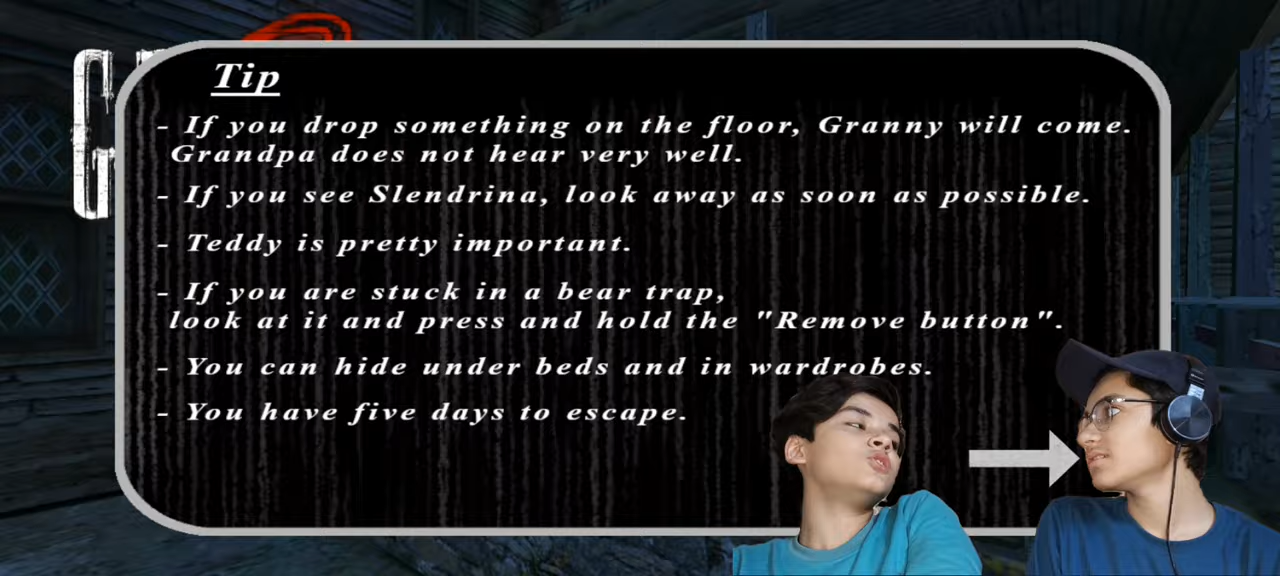 Tip
- If you drop something on the floor, Granny will come.
Grandpa does not hear very well.
- If you see Slendrina, look away as soon as possible.
- Teddy is pretty important.
- If you are stuck in a bear trap,
look at it and press and hold the "Remove button".
- You can hide under beds and in wardrobes.
- You have five days to escape.